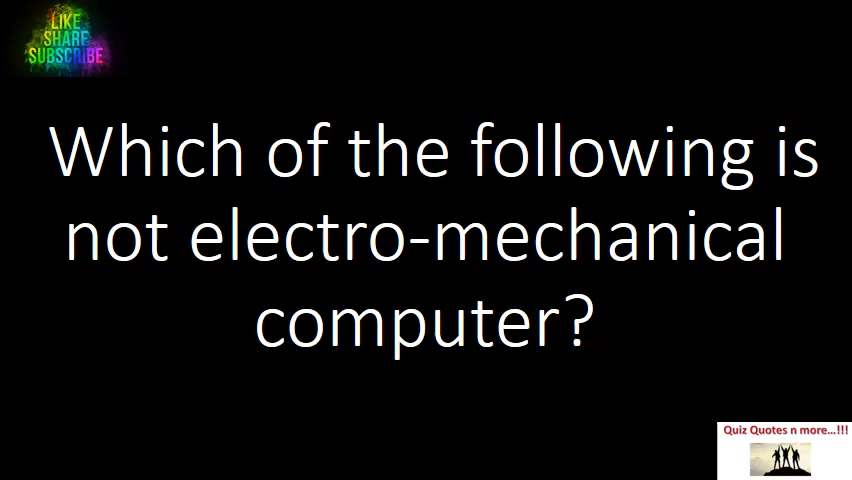 LIKE
SHARE
SUBSCRIBE
Which of the following is
not electro-mechanical
computer?
Quiz Quotes n more...!!!